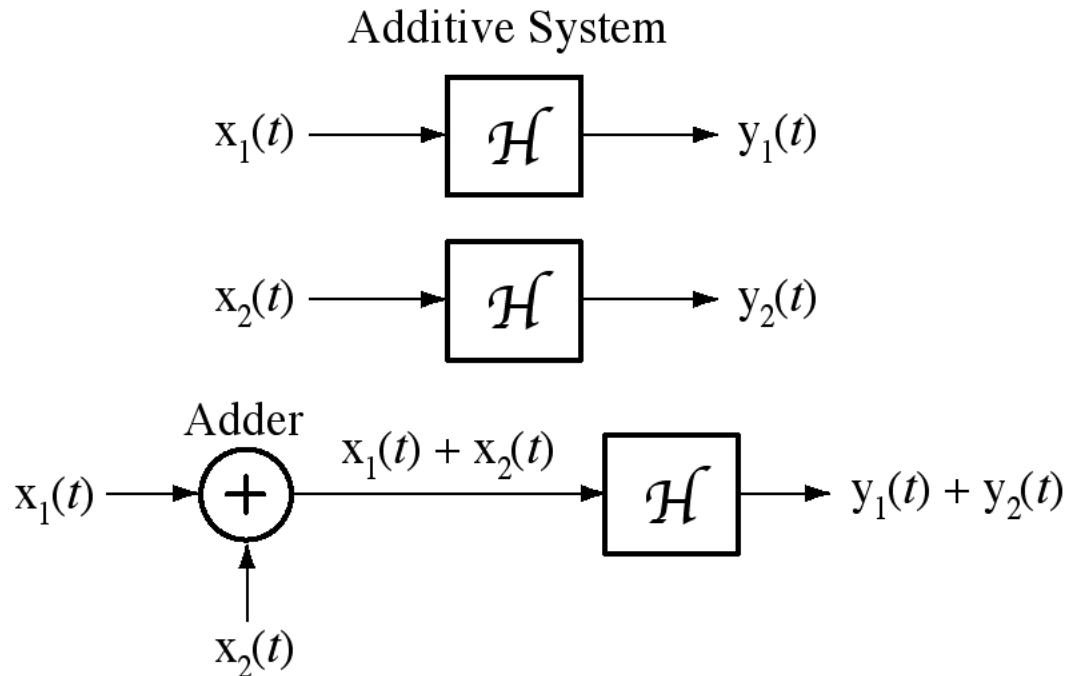 Additive System
x₁(t) ℋ y₁(t)
x₂(t) ℋ y₂(t)
Adder
x₁(t) + x₂(t)
x₁(t) + ℋ y₁(t) + y₂(t)
x₂(t)